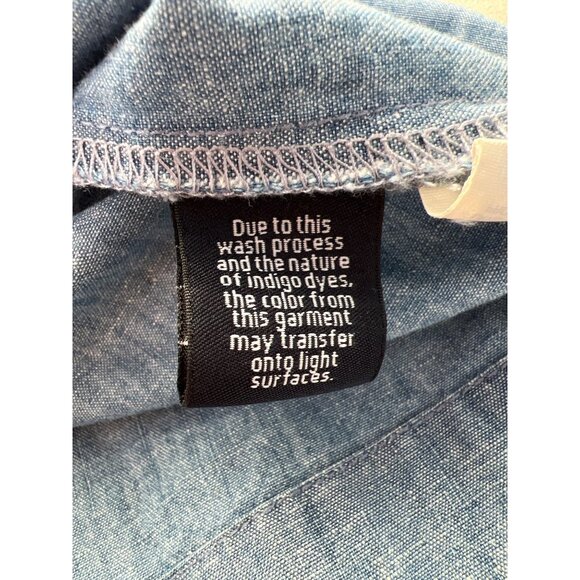 Due to this
wash process
and the nature
of indigo dyes,
the color from
this garment
may transfer
onto light
surfaces.